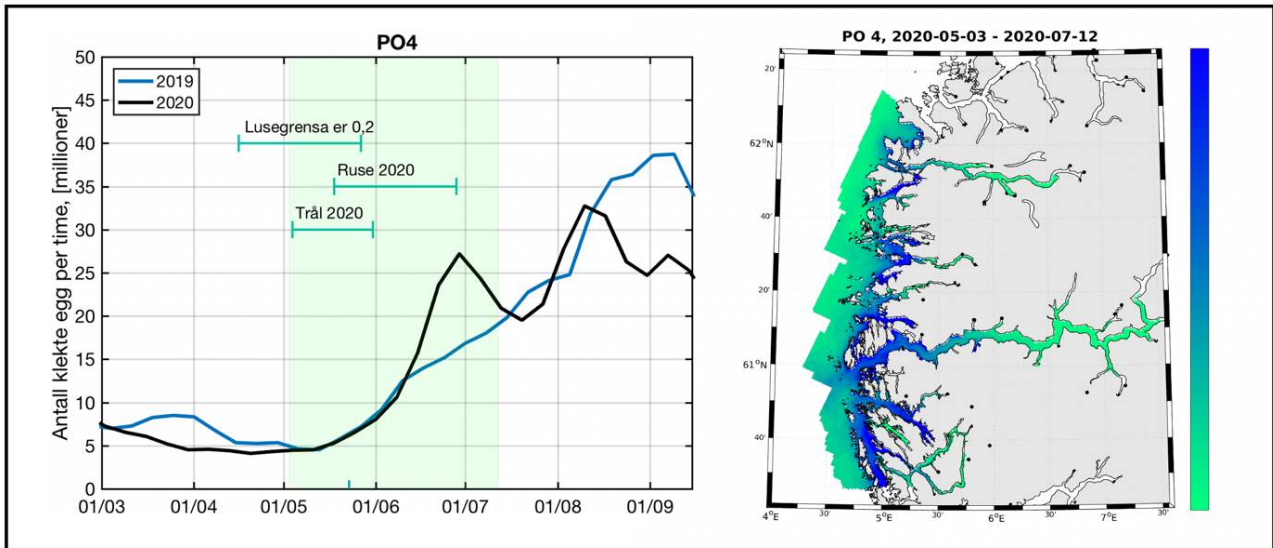 PO4
Antall klekte egg per time, [millioner]
50
45
40
35
30
25
20
15
10
5
0
2019
2020
Lusegrensa er 0,2
Ruse 2020
Trål 2020
01/03
01/04
01/05
01/06
01/07
01/08
01/09
PO 4, 2020-05-03 - 2020-07-12
20'
62°N
40'
20'
61°N
40'
4°E
30'
5°E
30'
6°E
30'
7°E
30'